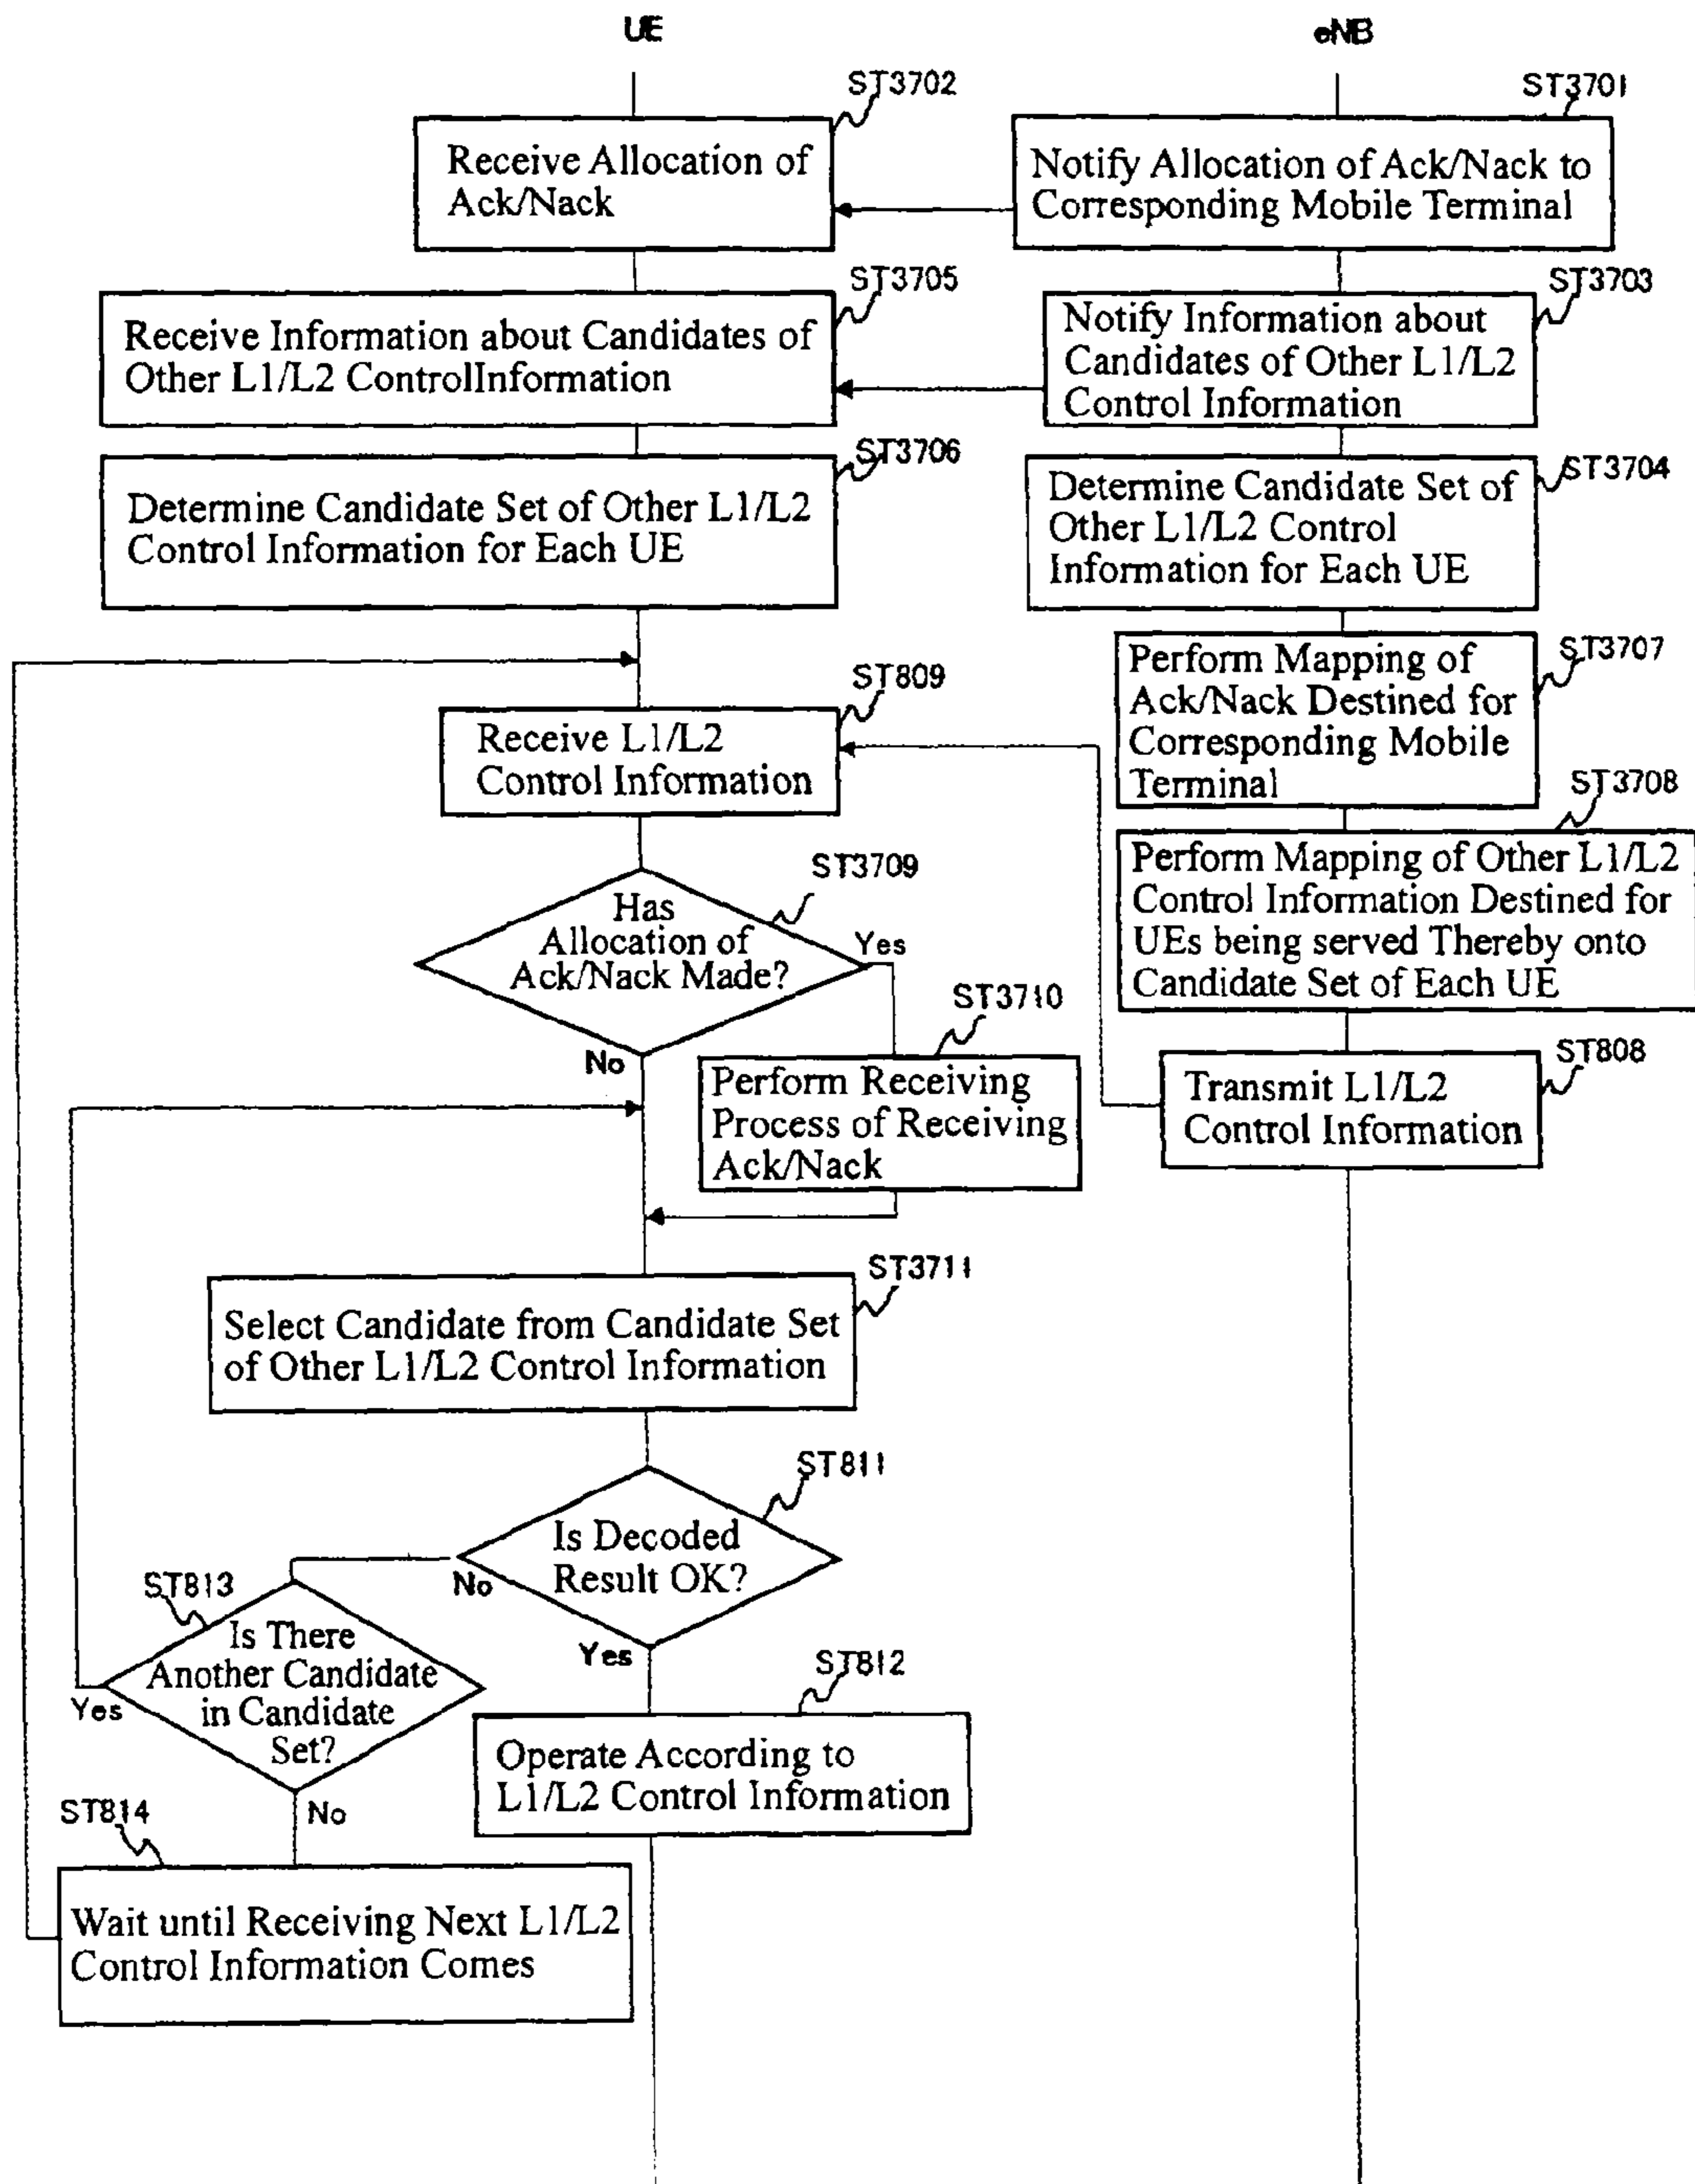 UE
eNB
ST3702
ST3701
Receive Allocation of
Ack/Nack
Notify Allocation of Ack/Nack to
Corresponding Mobile Terminal
ST3705
ST3703
Receive Information about Candidates of
Other L1/L2 ControlInformation
Notify Information about
Candidates of Other L1/L2
Control Information
ST3706
ST3704
Determine Candidate Set of Other L1/L2
Control Information for Each UE
Determine Candidate Set of
Other L1/L2 Control
Information for Each UE
ST3707
Perform Mapping of
Ack/Nack Destined for
Corresponding Mobile
Terminal
ST809
Receive L1/L2
Control Information
ST3708
Perform Mapping of Other L1/L2
Control Information Destined for
UEs being served Thereby onto
Candidate Set of Each UE
ST3709
Has
Allocation of
Ack/Nack Made?
Yes
No
ST3710
Perform Receiving
Process of Receiving
Ack/Nack
ST808
Transmit L1/L2
Control Information
ST3711
Select Candidate from Candidate Set
of Other L1/L2 Control Information
ST811
Is Decoded
Result OK?
No
Yes
ST813
Is There
Another Candidate
in Candidate
Set?
Yes
No
ST812
Operate According to
L1/L2 Control Information
ST814
Wait until Receiving Next L1/L2
Control Information Comes